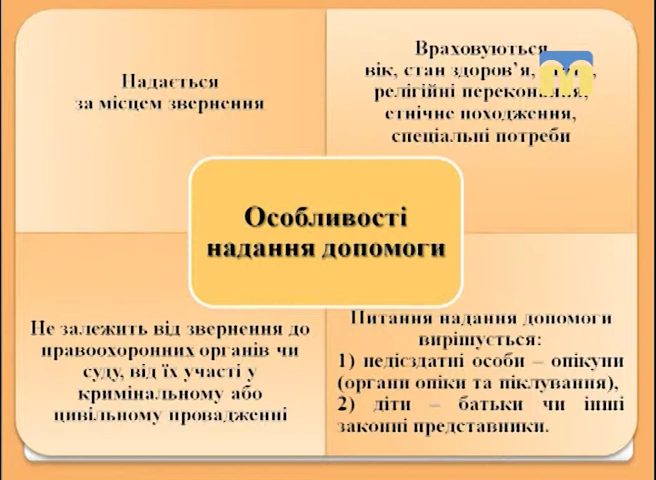 Надається
за місцем звернення
Враховуються
вік, стан здоров’я,
релігійні переконання,
етнічне походження,
спеціальні потреби
Особливості
надання допомоги
Не залежить від звернення до
правоохоронних органів чи
суду, від їх участі у
кримінальному або
цивільному провадженні
Питання надання допомоги
вирішується:
1) недієздатні особи – опікуни
(органи опіки та піклування),
2) діти – батьки чи інші
законні представники.